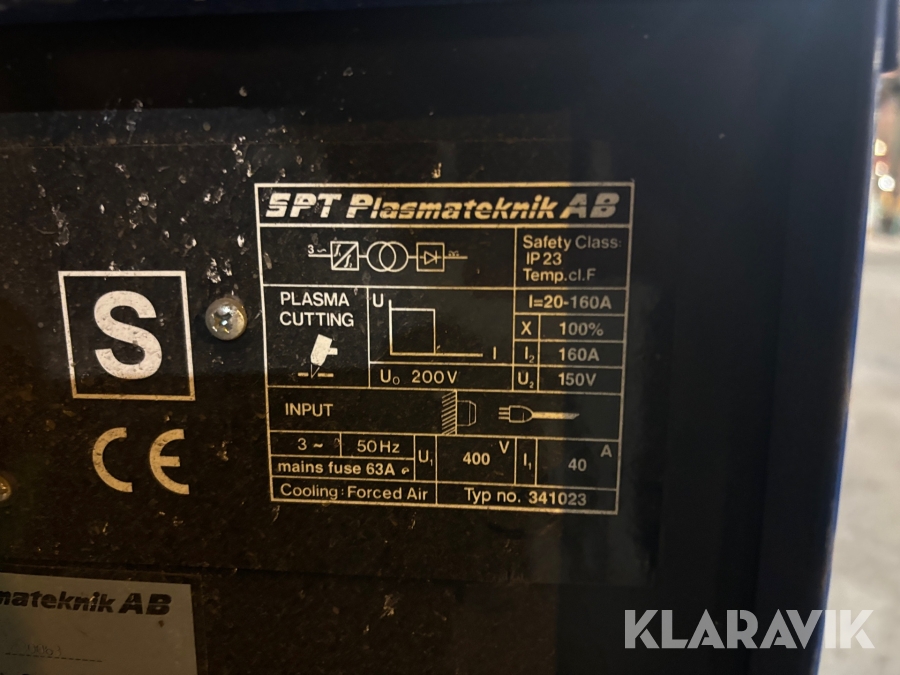 SPT Plasmateknik AB
3~
Safety Class:
IP 23
Temp.cl.F
PLASMA
CUTTING
U
I
U₀ 200V
I=20-160A
X 100%
I₂ 160A
U₂ 150V
INPUT
3 ~ 50Hz
mains fuse 63A
U₁ 400 V
I₁ 40 A
Cooling: Forced Air
Typ no. 341023
S
CE
mateknik AB
KLARAVIK